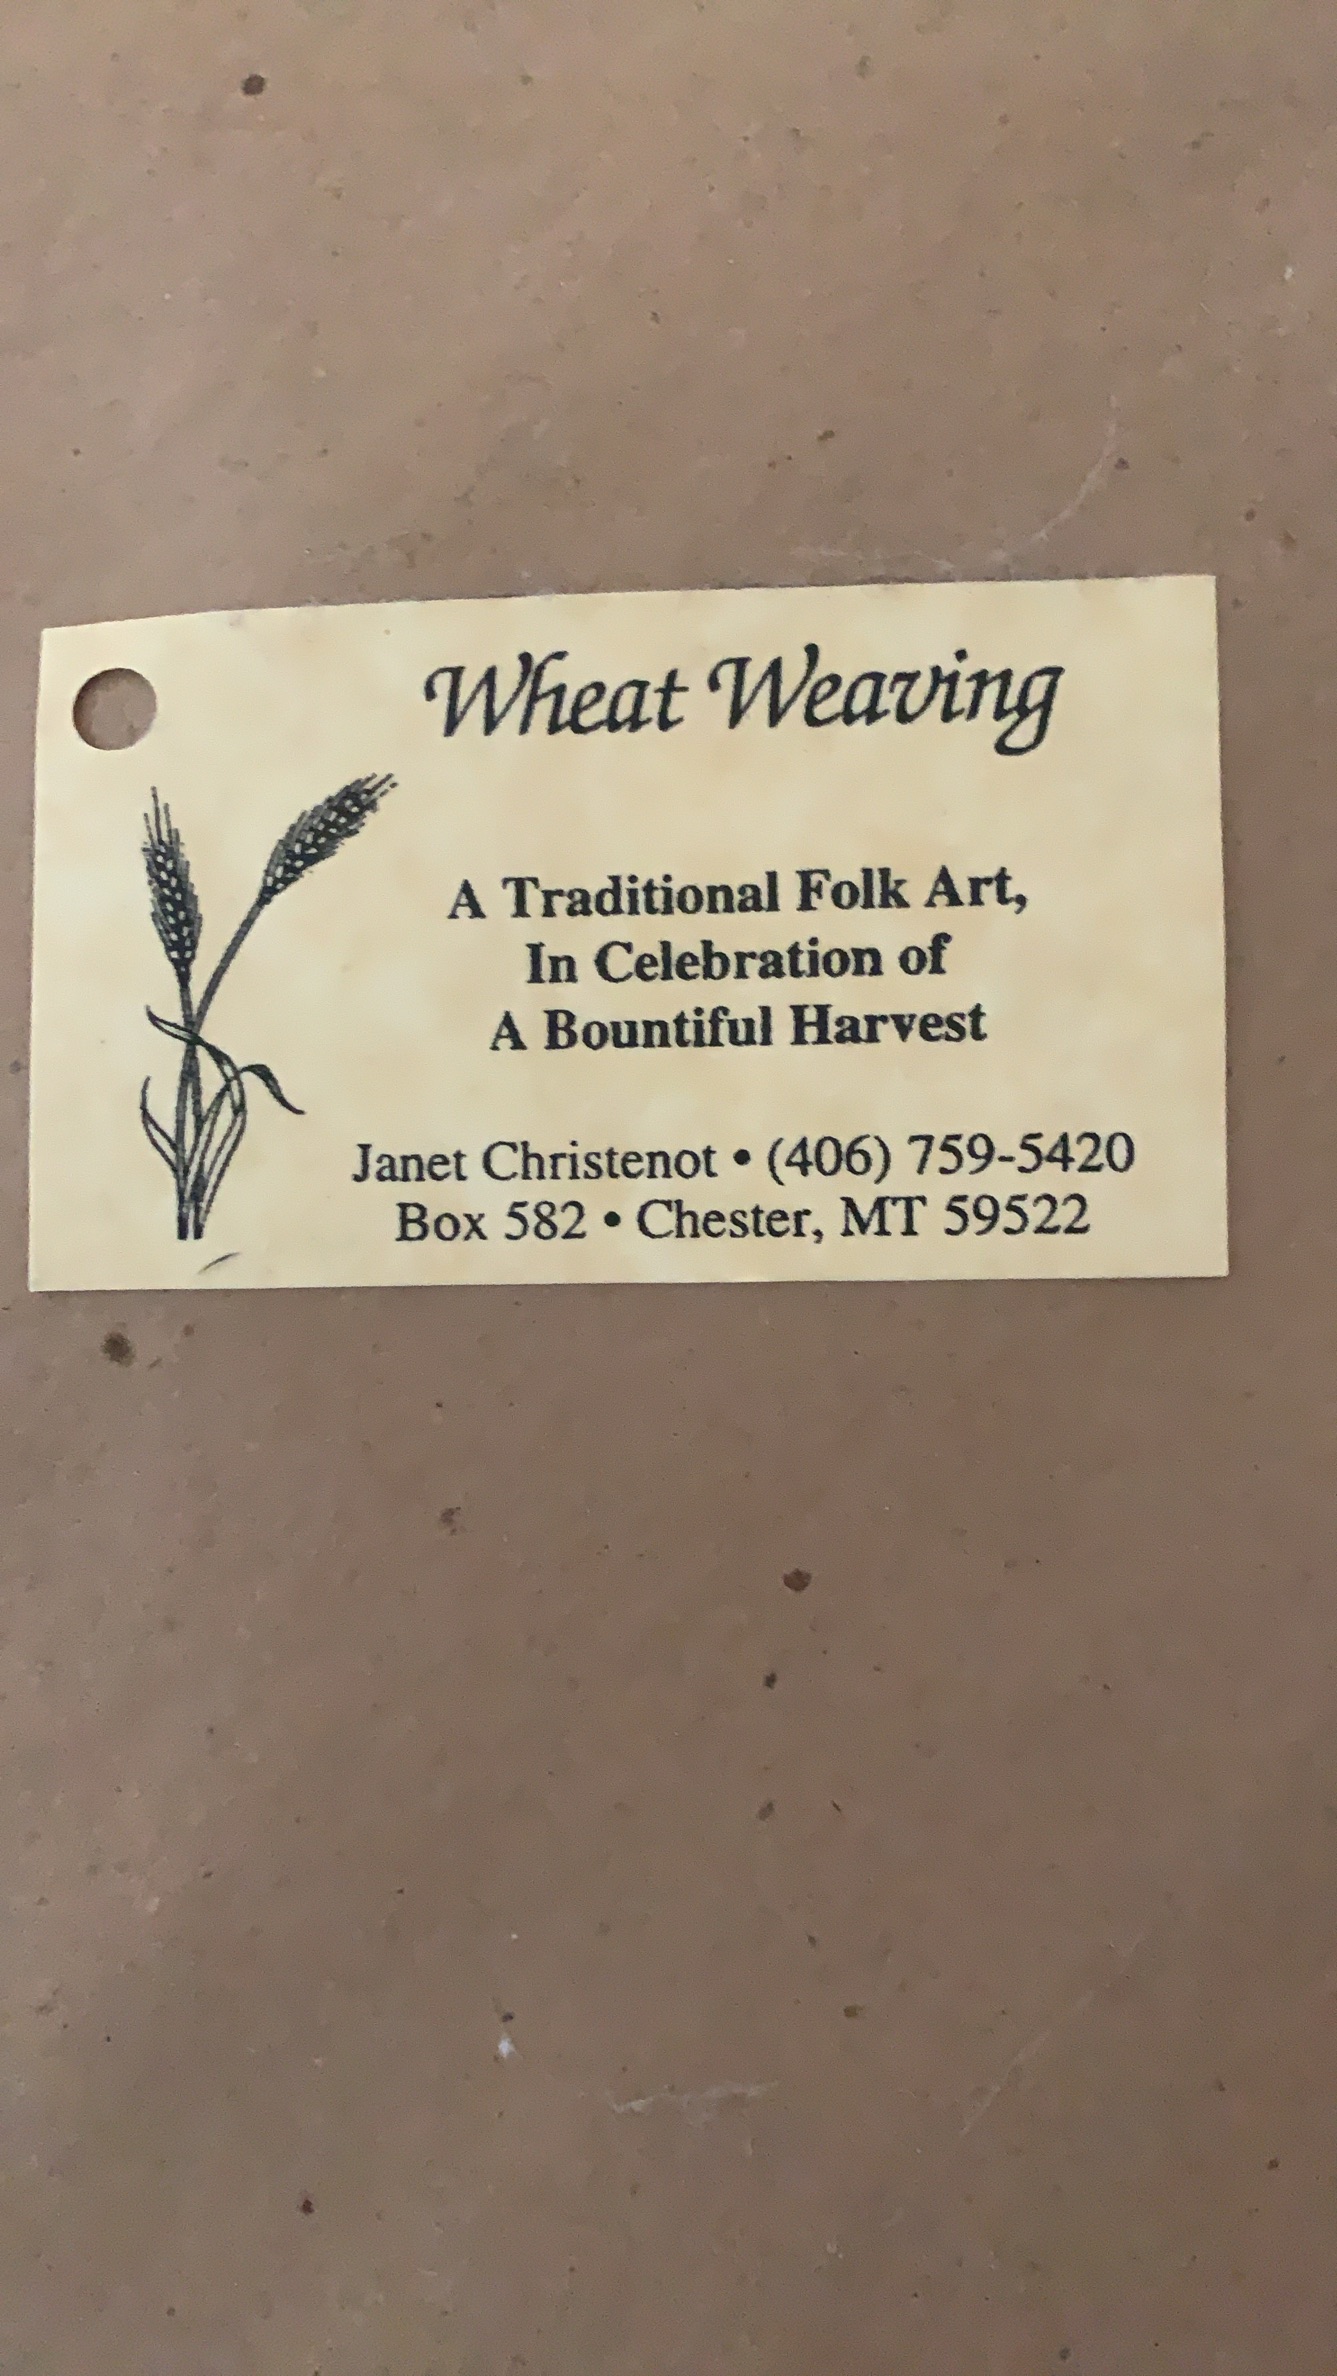 Wheat Weaving
A Traditional Folk Art,
In Celebration of
A Bountiful Harvest
Janet Christenot • (406) 759-5420
Box 582 • Chester, MT 59522